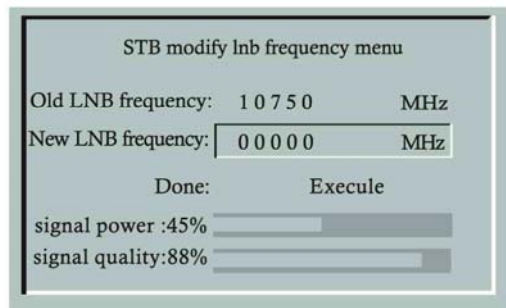 STB modify lnb frequency menu
Old LNB frequency: 10750 MHz
New LNB frequency: 00000 MHz
Done: Execule
signal power :45%
signal quality:88%